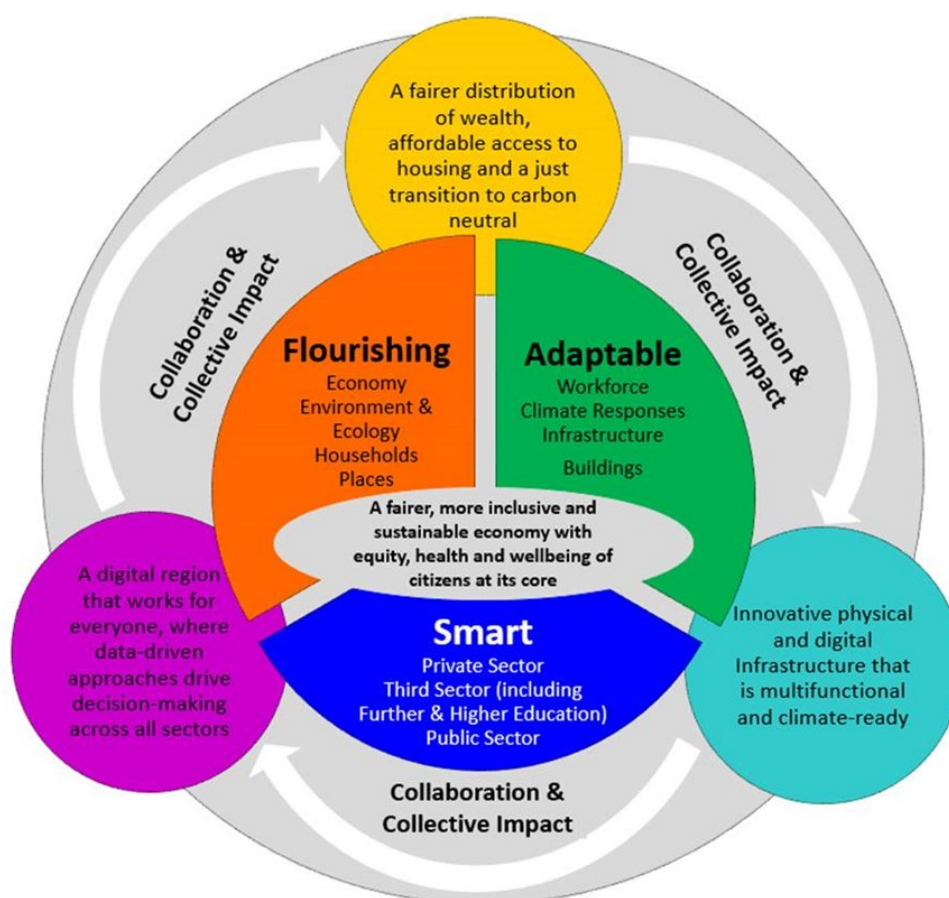 A fairer distribution
of wealth,
affordable access to
housing and a just
transition to carbon
neutral
Collaboration &
Collective Impact
Collaboration &
Collective Impact
Flourishing
Economy
Environment &
Ecology
Households
Places
Adaptable
Workforce
Climate Responses
Infrastructure
Buildings
A fairer, more inclusive and
sustainable economy with
equity, health and wellbeing of
citizens at its core
A digital region
that works for
everyone, where
data-driven
approaches drive
decision-making
across all sectors
Smart
Private Sector
Third Sector (including
Further & Higher Education)
Public Sector
Innovative physical
and digital
Infrastructure that
is multifunctional
and climate-ready
Collaboration &
Collective Impact